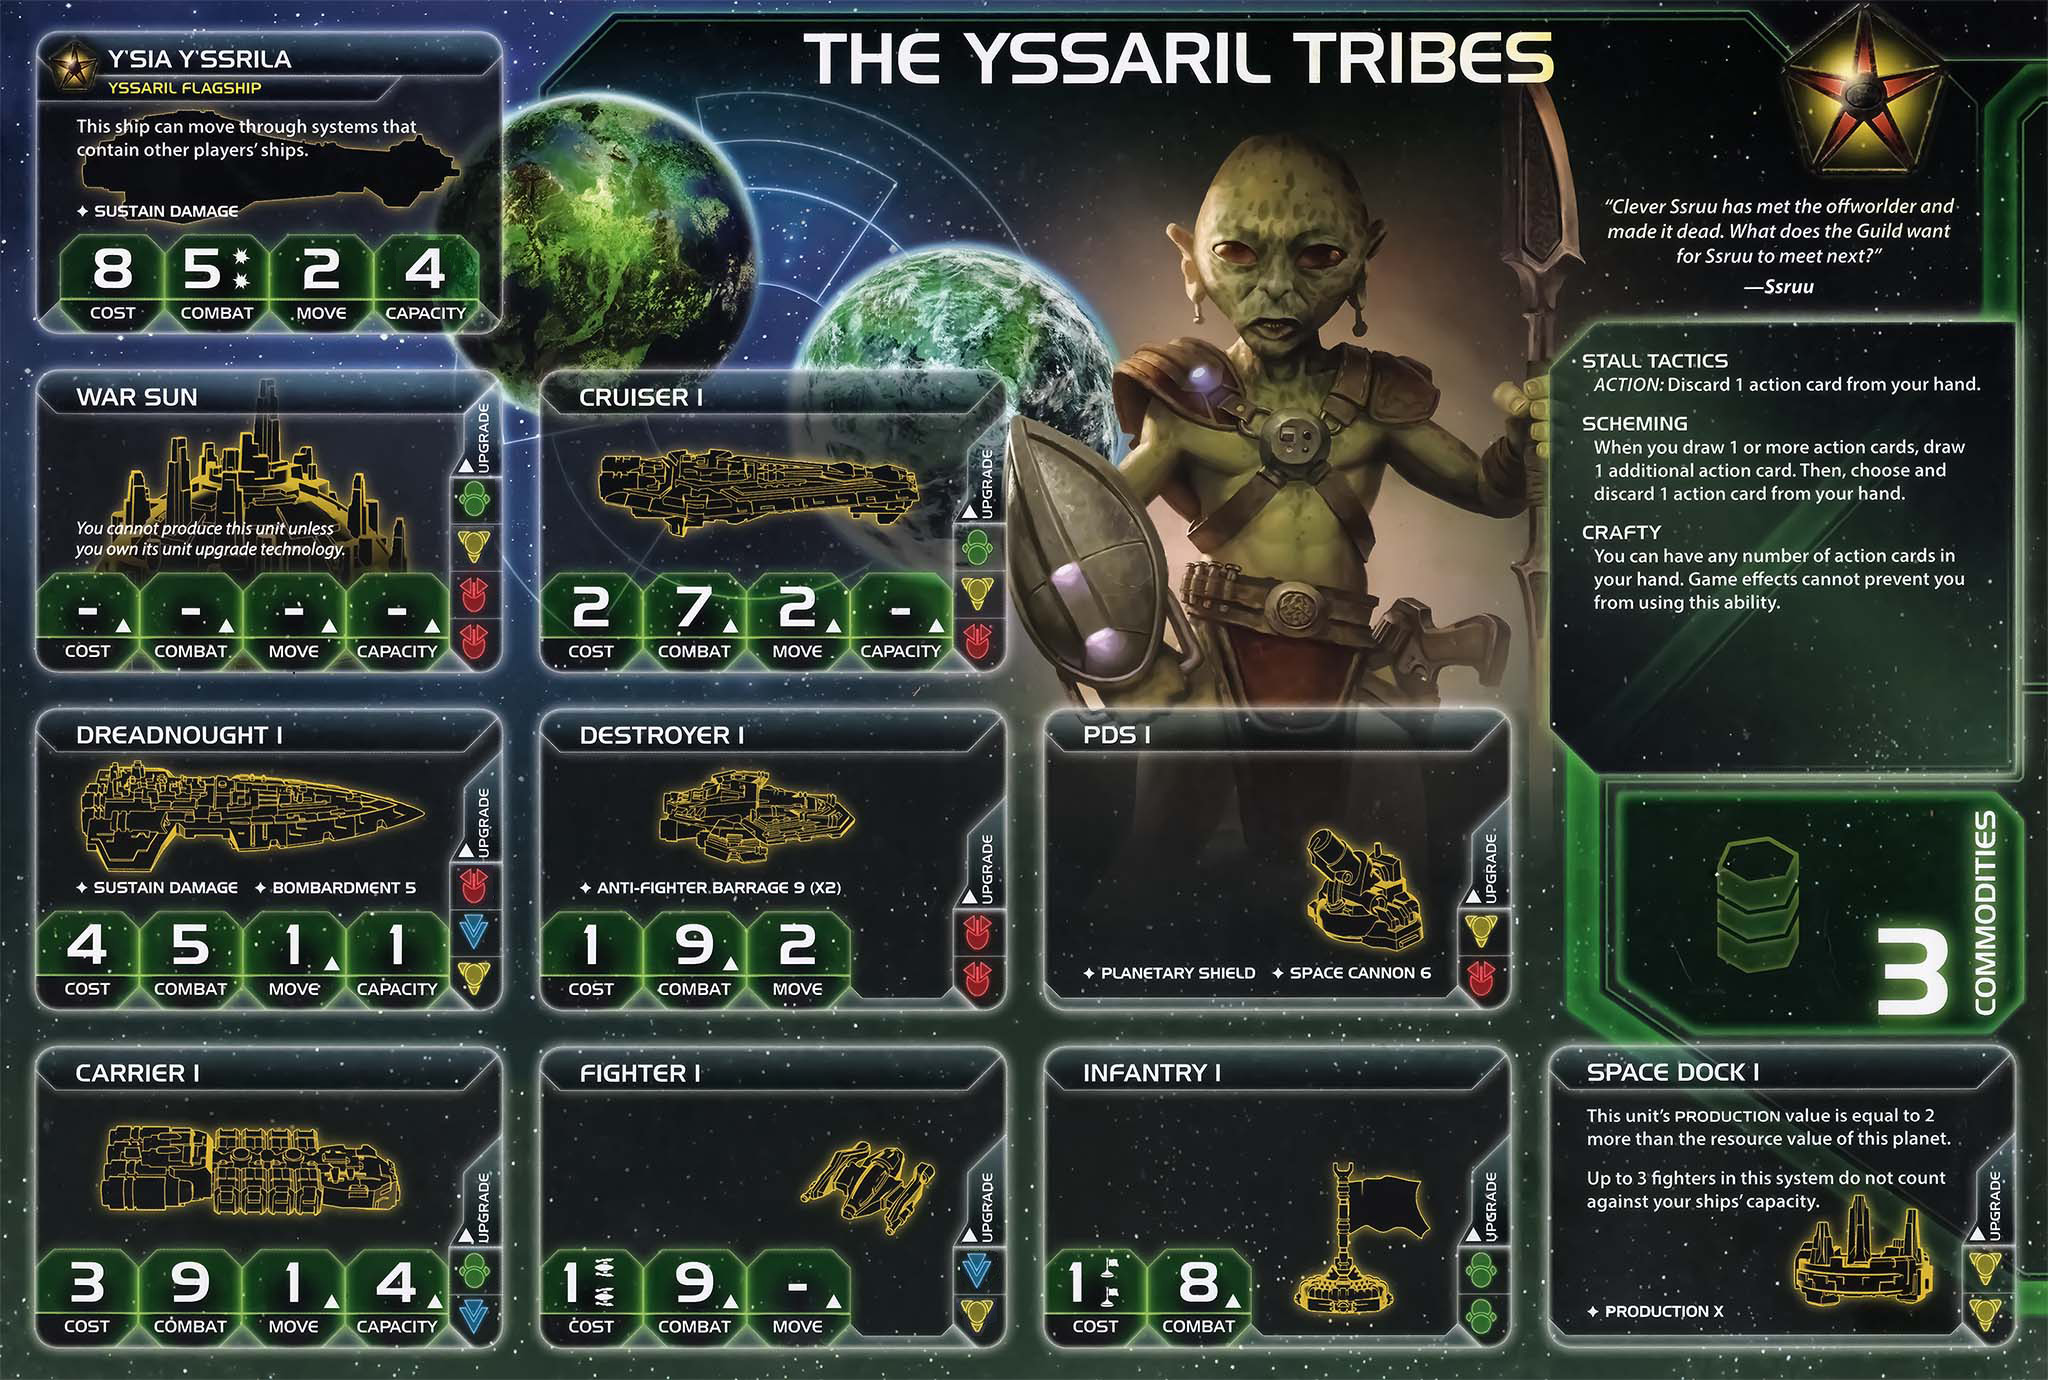 THE YSSARIL TRIBES
Y'SIA Y'SSRILA
YSSARIL FLAGSHIP
This ship can move through systems that
contain other players' ships.
SUSTAIN DAMAGE
8 5 2 4
COST COMBAT MOVE CAPACITY
"Clever Ssruu has met the offworlder and
made it dead. What does the Guild want
for Ssruu to meet next?"
—Ssruu
STALL TACTICS
ACTION: Discard 1 action card from your hand.
SCHEMING
When you draw 1 or more action cards, draw
1 additional action card. Then, choose and
discard 1 action card from your hand.
CRAFTY
You can have any number of action cards in
your hand. Game effects cannot prevent you
from using this ability.
WAR SUN
UPGRADE
You cannot produce this unit unless
you own its unit upgrade technology.
- - - -
COST COMBAT MOVE CAPACITY
CRUISER I
UPGRADE
2 7 2 -
COST COMBAT MOVE CAPACITY
DREADNOUGHT I
UPGRADE
SUSTAIN DAMAGE BOMBARDMENT 5
4 5 1 1
COST COMBAT MOVE CAPACITY
DESTROYER I
UPGRADE
ANTI-FIGHTER BARRAGE 9 (X2)
1 9 2
COST COMBAT MOVE
PDS I
UPGRADE
PLANETARY SHIELD SPACE CANNON 6
3
COMMODITIES
CARRIER I
UPGRADE
3 9 1 4
COST COMBAT MOVE CAPACITY
FIGHTER I
UPGRADE
1 9 -
COST COMBAT MOVE
INFANTRY I
UPGRADE
1 8
COST COMBAT
SPACE DOCK I
This unit's PRODUCTION value is equal to 2
more than the resource value of this planet.
Up to 3 fighters in this system do not count
against your ships' capacity.
UPGRADE
PRODUCTION X